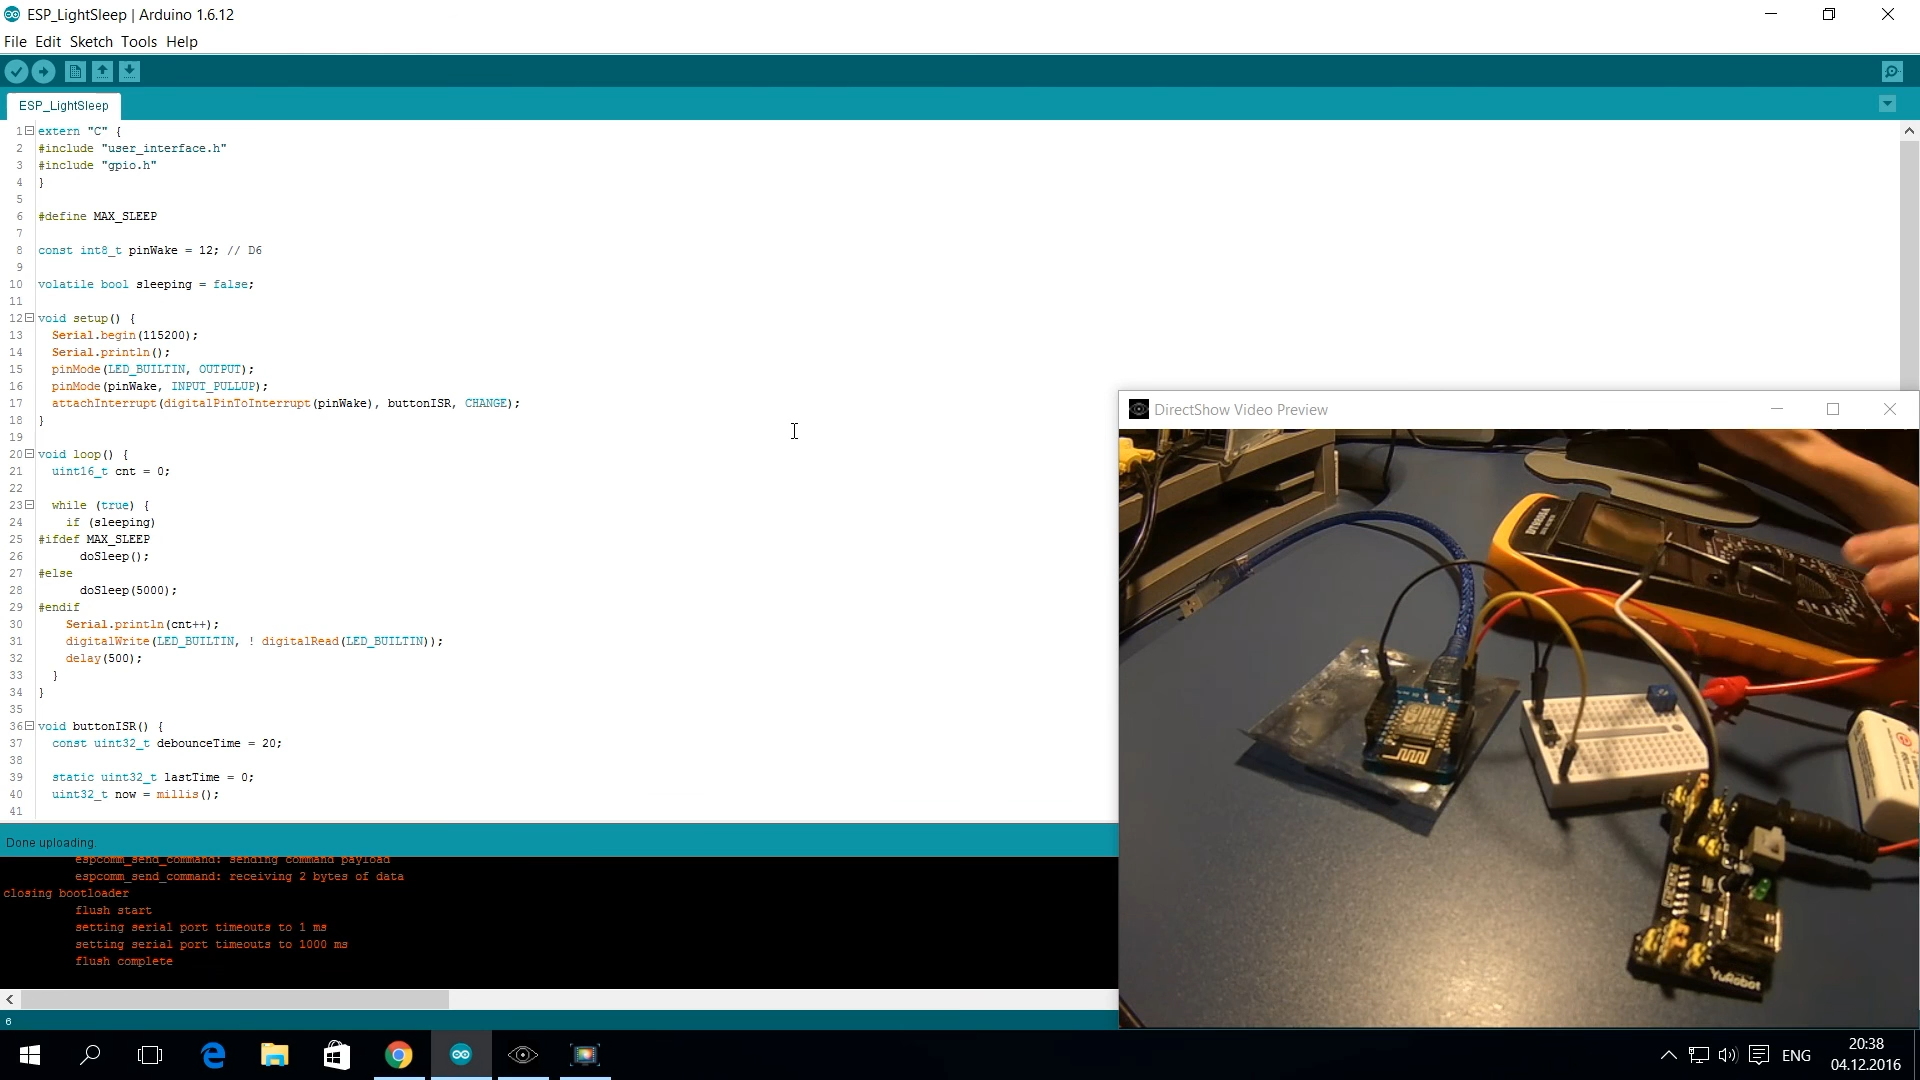 ESP_LightSleep | Arduino 1.6.12
File Edit Sketch Tools Help
ESP_LightSleep
1 extern "C" {
2 #include "user_interface.h"
3 #include "gpio.h"
4 }
5
6 #define MAX_SLEEP
7
8 const int8_t pinWake = 12; // D6
9
10 volatile bool sleeping = false;
11
12 void setup() {
13 Serial.begin(115200);
14 Serial.println();
15 pinMode(LED_BUILTIN, OUTPUT);
16 pinMode(pinWake, INPUT_PULLUP);
17 attachInterrupt(digitalPinToInterrupt(pinWake), buttonISR, CHANGE);
18 }
19
20 void loop() {
21 uint16_t cnt = 0;
22
23 while (true) {
24 if (sleeping)
25 #ifdef MAX_SLEEP
26 doSleep();
27 #else
28 doSleep(5000);
29 #endif
30 Serial.println(cnt++);
31 digitalWrite(LED_BUILTIN, ! digitalRead(LED_BUILTIN));
32 delay(500);
33 }
34 }
35
36 void buttonISR() {
37 const uint32_t debounceTime = 20;
38
39 static uint32_t lastTime = 0;
40 uint32_t now = millis();
41
Done uploading.
espcomm_send_command: sending command payload
espcomm_send_command: receiving 2 bytes of data
closing bootloader
flush start
setting serial port timeouts to 1 ms
setting serial port timeouts to 1000 ms
flush complete
6
DirectShow Video Preview
YuRobot
ENG
20:38
04.12.2016